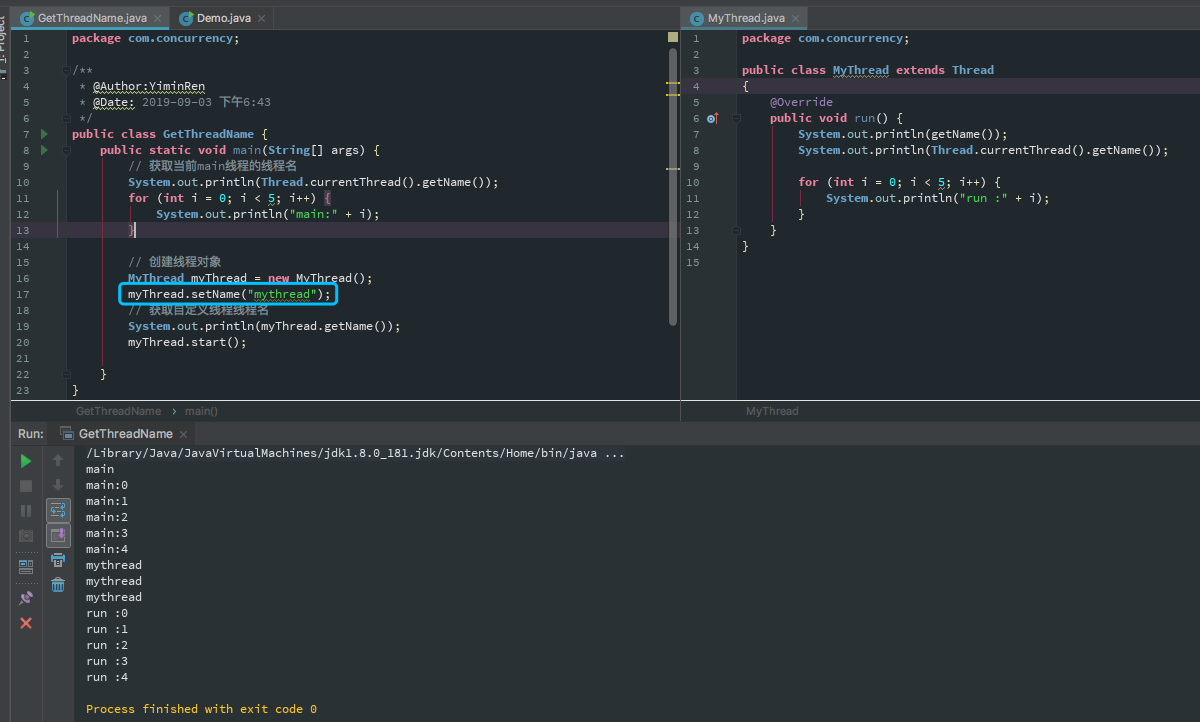 Project
GetThreadName.java
Demo.java
MyThread.java
1 package com.concurrency;
2
3 /**
4 * @Author:YiminRen
5 * @Date: 2019-09-03 下午6:43
6 */
7 public class GetThreadName {
8 public static void main(String[] args) {
9 // 获取当前main线程的线程名
10 System.out.println(Thread.currentThread().getName());
11 for (int i = 0; i < 5; i++) {
12 System.out.println("main:" + i);
13 }
14
15 // 创建线程对象
16 MyThread myThread = new MyThread();
17 myThread.setName("mythread");
18 // 获取自定义线程线程名
19 System.out.println(myThread.getName());
20 myThread.start();
21
22 }
23 }
GetThreadName › main()
1 package com.concurrency;
2
3 public class MyThread extends Thread
4 {
5 @Override
6 public void run() {
7 System.out.println(getName());
8 System.out.println(Thread.currentThread().getName());
9
10 for (int i = 0; i < 5; i++) {
11 System.out.println("run :" + i);
12 }
13 }
14 }
15
MyThread
Run: GetThreadName
/Library/Java/JavaVirtualMachines/jdk1.8.0_181.jdk/Contents/Home/bin/java ...
main
main:0
main:1
main:2
main:3
main:4
mythread
mythread
mythread
run :0
run :1
run :2
run :3
run :4
Process finished with exit code 0